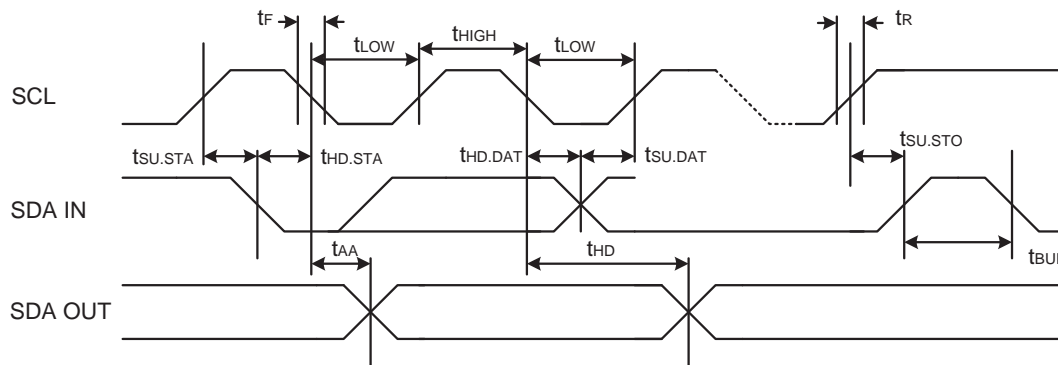 tF
tR
tLOW
tHIGH
tLOW
SCL
tSU.STA
tHD.STA
tHD.DAT
tSU.DAT
tSU.STO
SDA IN
tAA
tHD
tBUF
SDA OUT